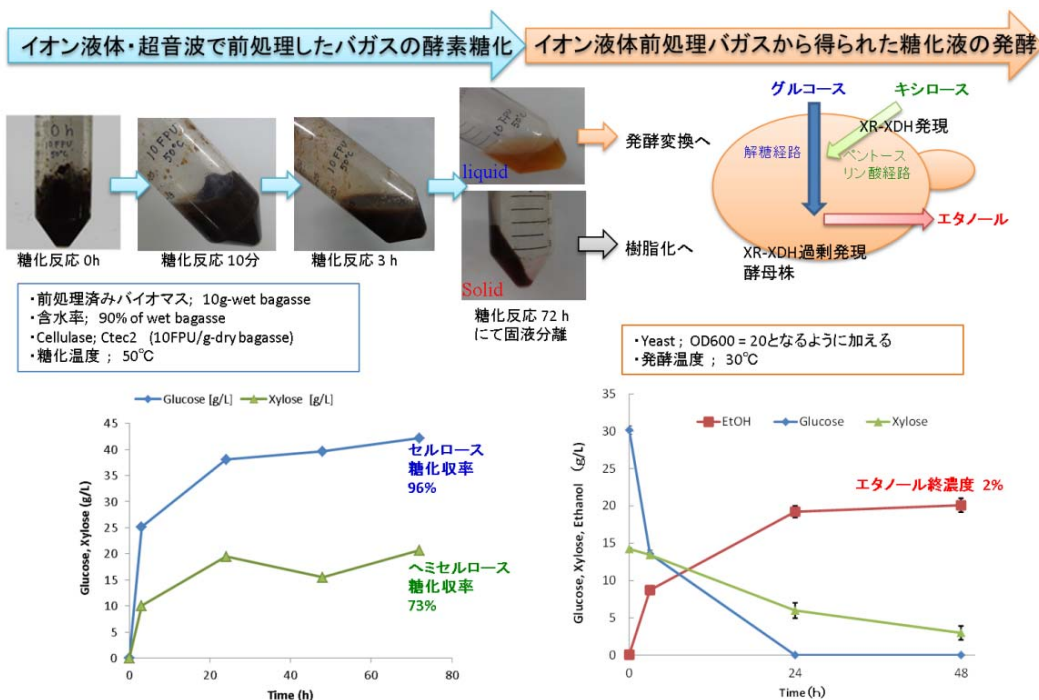 イオン液体・超音波で前処理したバガスの酵素糖化
イオン液体前処理バガスから得られた糖化液の発酵
0h
10FPU
50℃
糖化反応 0h
10FPU
50℃
糖化反応 10分
10FPU
50℃
糖化反応 3 h
10FPU
50℃
liquid
Solid
糖化反応 72 h
にて固液分離
発酵変換へ
樹脂化へ
グルコース
キシロース
XR-XDH発現
解糖経路
ペントース
リン酸経路
エタノール
XR-XDH過剰発現
酵母株
・前処理済みバイオマス; 10g-wet bagasse
・含水率; 90% of wet bagasse
・Cellulase; Ctec2 (10FPU/g-dry bagasse)
・糖化温度 ; 50℃
・Yeast ; OD600 = 20となるように加える
・発酵温度 ; 30℃
Glucose [g/L]
Xylose [g/L]
Glucose, Xylose (g/L)
45
40
35
30
25
20
15
10
5
0
0
20
40
60
80
Time (h)
セルロース
糖化収率
96%
ヘミセルロース
糖化収率
73%
EtOH
Glucose
Xylose
Glucose, Xylose, Ethanol (g/L)
35
30
25
20
15
10
5
0
0
24
48
Time(h)
エタノール終濃度 2%